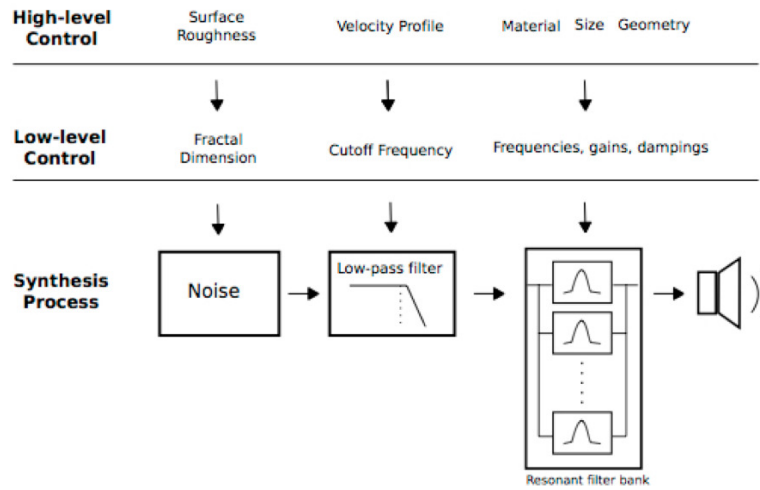 High-level
Control
Surface
Roughness
Velocity Profile
Material Size Geometry
Low-level
Control
Fractal
Dimension
Cutoff Frequency
Frequencies, gains, dampings
Synthesis
Process
Noise
Low-pass filter
Resonant filter bank